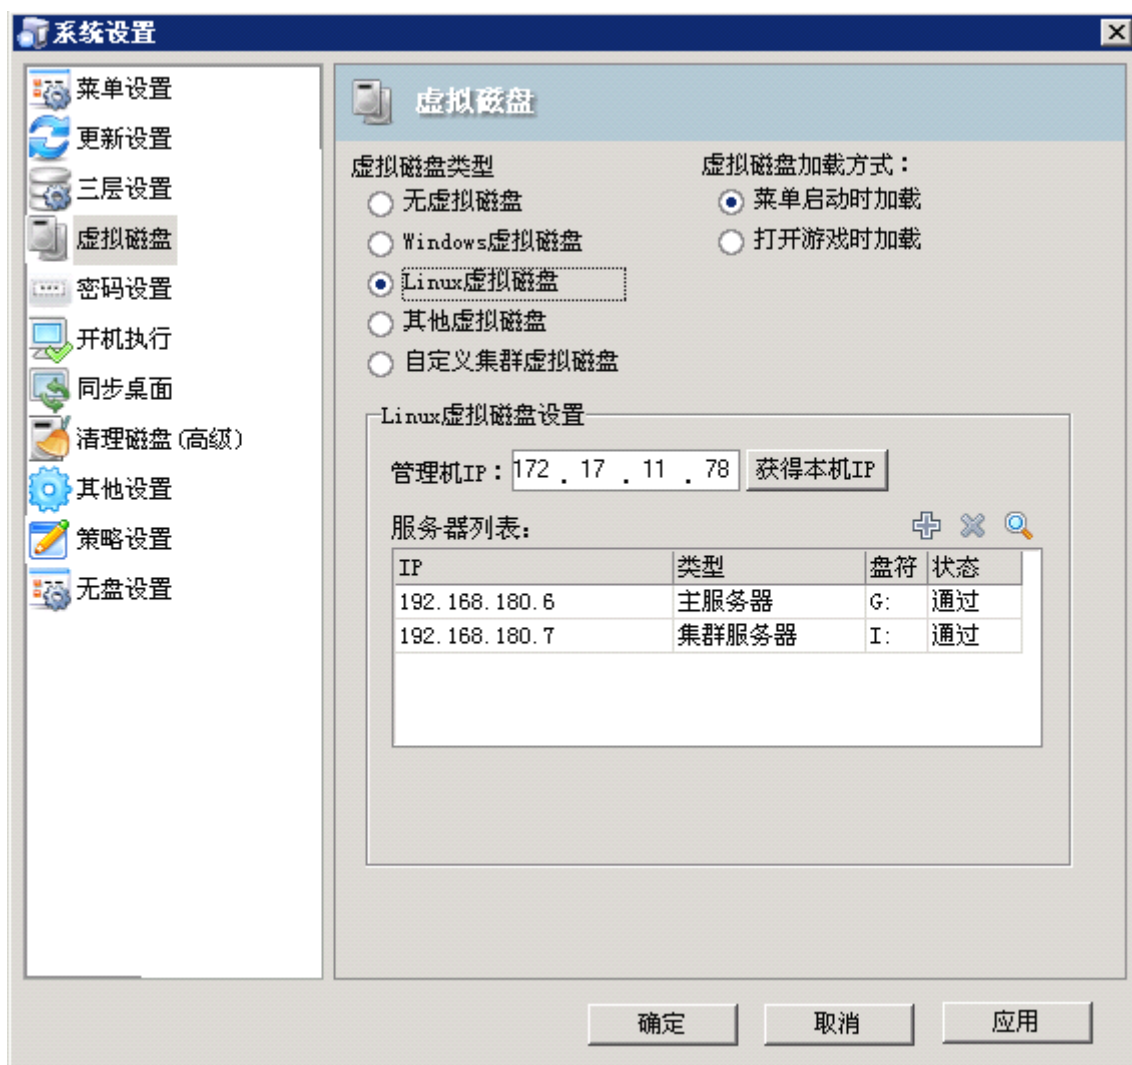 系统设置
菜单设置
更新设置
三层设置
虚拟磁盘
密码设置
开机执行
同步桌面
清理磁盘(高级)
其他设置
策略设置
无盘设置
虚拟磁盘
虚拟磁盘类型
无虚拟磁盘
Windows虚拟磁盘
Linux虚拟磁盘
其他虚拟磁盘
自定义集群虚拟磁盘
虚拟磁盘加载方式：
菜单启动时加载
打开游戏时加载
Linux虚拟磁盘设置
管理机IP：172 . 17 . 11 . 78 获得本机IP
服务器列表:
IP 类型 盘符 状态
192.168.180.6 主服务器 G: 通过
192.168.180.7 集群服务器 I: 通过
确定 取消 应用